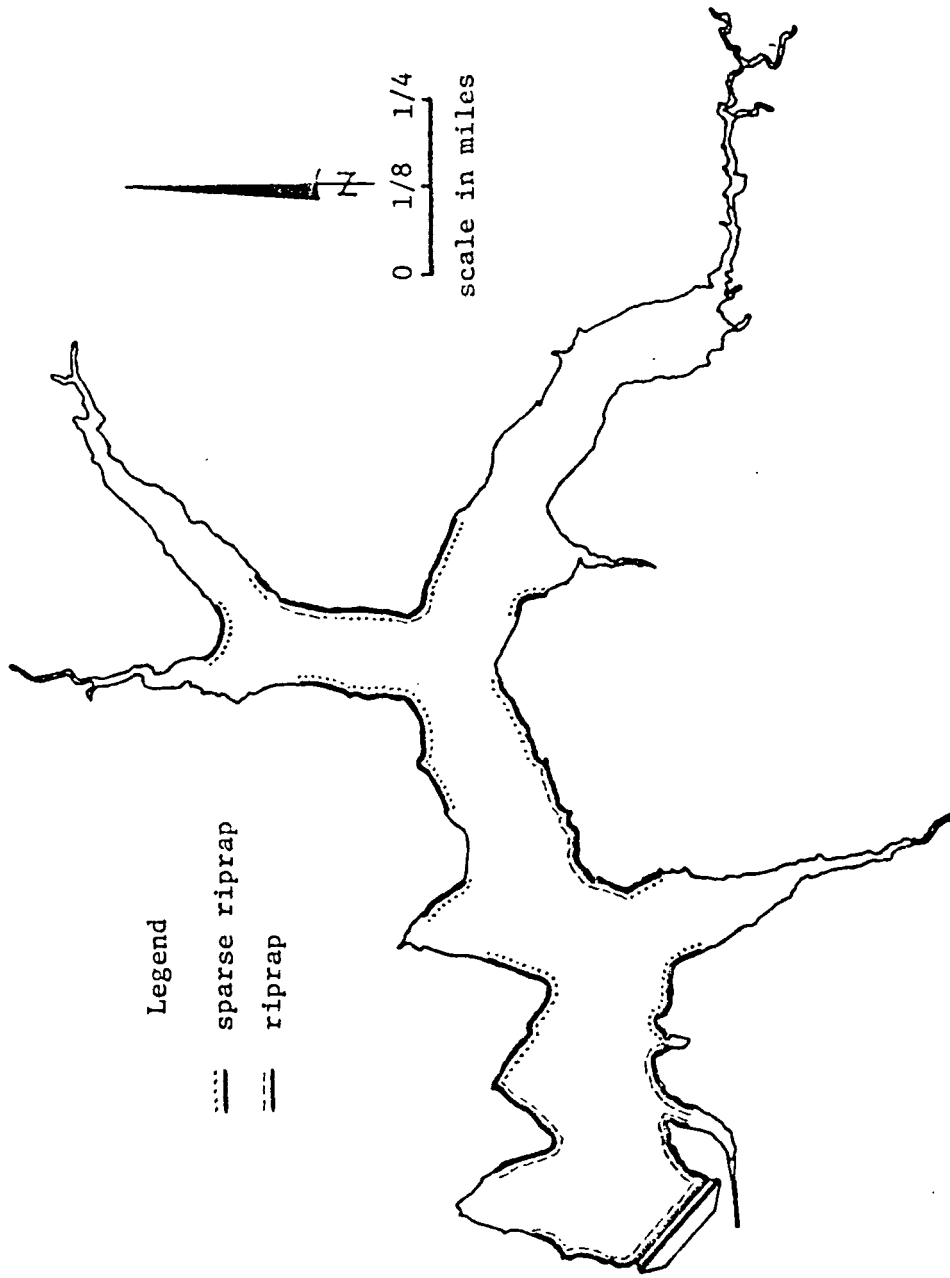 N
0 1/8 1/4
scale in miles
Legend
sparse riprap
riprap